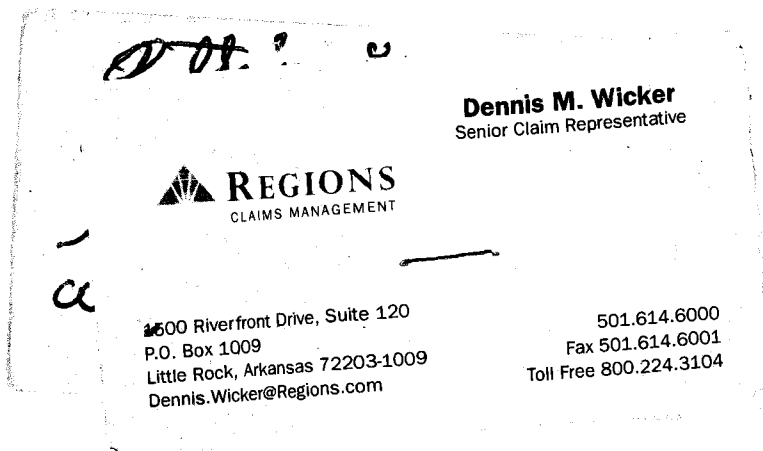 Dennis M. Wicker
Senior Claim Representative
REGIONS
CLAIMS MANAGEMENT
1500 Riverfront Drive, Suite 120
P.O. Box 1009
Little Rock, Arkansas 72203-1009
Dennis.Wicker@Regions.com
501.614.6000
Fax 501.614.6001
Toll Free 800.224.3104